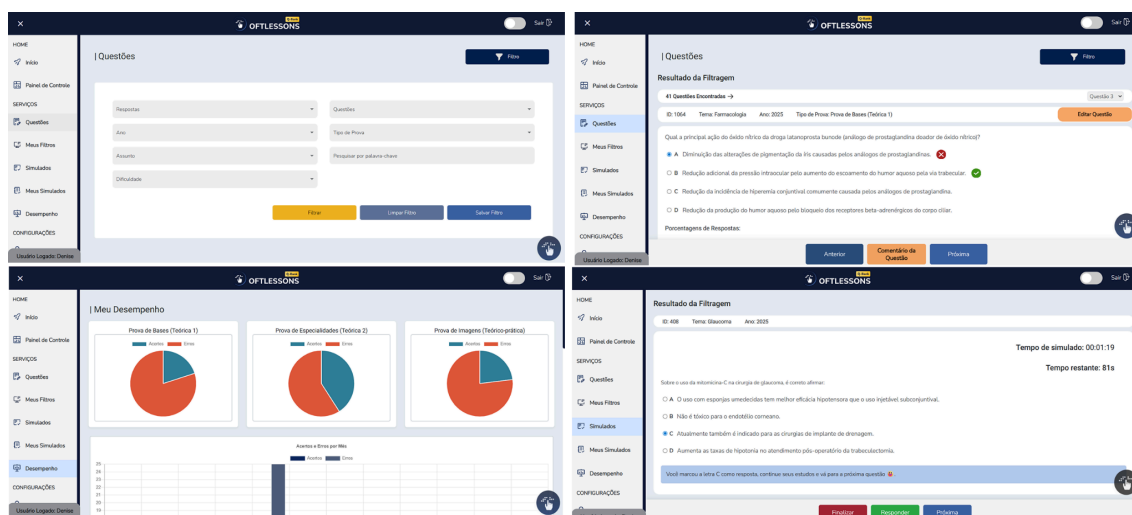 Q-Bank
OFTLESSONS
Sair
HOME
Início
Painel de Controle
SERVIÇOS
Questões
Meus Filtros
Simulados
Meus Simulados
Desempenho
CONFIGURAÇÕES
Usuário Logado: Denise
| Questões
Filtro
Respostas
Questões
Ano
Tipo de Prova
Assunto
Pesquisar por palavra-chave
Dificuldade
Filtrar
Limpar Filtro
Salvar Filtro
OFTLESSONS
Sair
HOME
Início
Painel de Controle
SERVIÇOS
Questões
Meus Filtros
Simulados
Meus Simulados
Desempenho
CONFIGURAÇÕES
Usuário Logado: Denise
| Questões
Filtro
Resultado da Filtragem
41 Questões Encontradas →
Questão 3
ID: 1064 Tema: Farmacologia Ano: 2025 Tipo de Prova: Prova de Bases (Teórica 1)
Editar Questão
Qual a principal ação do óxido nítrico da droga latanoprosta bunode (análogo de prostaglandina doador de óxido nítrico)?
A Diminuição das alterações de pigmentação da íris causadas pelos análogos de prostaglandinas.
B Redução adicional da pressão intraocular pelo aumento do escoamento do humor aquoso pela via trabecular.
C Redução da incidência de hiperemia conjuntival comumente causada pelos análogos de prostaglandina.
D Redução da produção do humor aquoso pelo bloqueio dos receptores beta-adrenérgicos do corpo ciliar.
Porcentagens de Respostas:
Anterior
Comentário da
Questão
Próxima
OFTLESSONS
Sair
HOME
Início
Painel de Controle
SERVIÇOS
Questões
Meus Filtros
Simulados
Meus Simulados
Desempenho
CONFIGURAÇÕES
Usuário Logado: Denise
| Meu Desempenho
Prova de Bases (Teórica 1)
Acertos Erros
Prova de Especialidades (Teórica 2)
Acertos Erros
Prova de Imagens (Teórico-prática)
Acertos Erros
Acertos e Erros por Mês
Acertos Erros
25
24
23
22
21
20
19
OFTLESSONS
Sair
HOME
Início
Painel de Controle
SERVIÇOS
Questões
Meus Filtros
Simulados
Meus Simulados
Desempenho
CONFIGURAÇÕES
Usuário Logado: Denise
Resultado da Filtragem
ID: 408 Tema: Glaucoma Ano: 2025
Tempo de simulado: 00:01:19
Tempo restante: 81s
Sobre o uso da mitomicina-C na cirurgia de glaucoma, é correto afirmar:
A O uso com esponjas umedecidas tem melhor eficácia hipotensora que o uso injetável subconjuntival.
B Não é tóxico para o endotélio corneano.
C Atualmente também é indicado para as cirurgias de implante de drenagem.
D Aumenta as taxas de hipotonia no atendimento pós-operatório da trabeculectomia.
Você marcou a letra C como resposta, continue seus estudos e vá para a próxima questão
Finalizar
Responder
Próxima